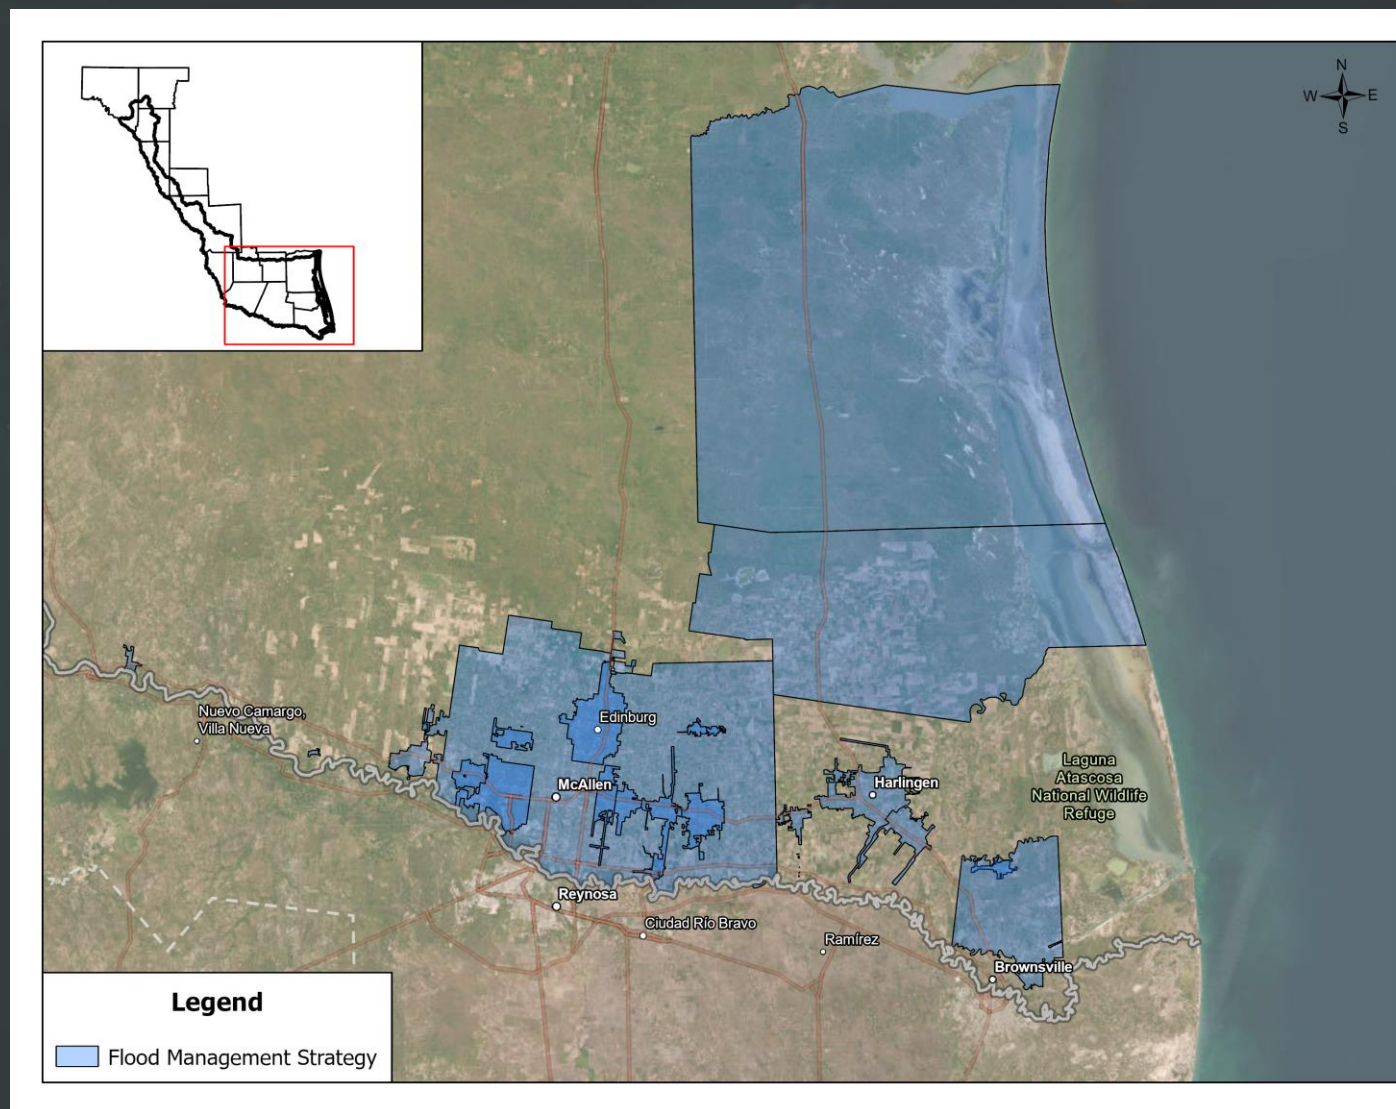 N
W E
S
Nuevo Camargo,
Villa Nueva
Edinburg
McAllen
Harlingen
Laguna
Atascosa
National Wildlife
Refuge
Reynosa
Ciudad Río Bravo
Ramírez
Brownsville
Legend
Flood Management Strategy